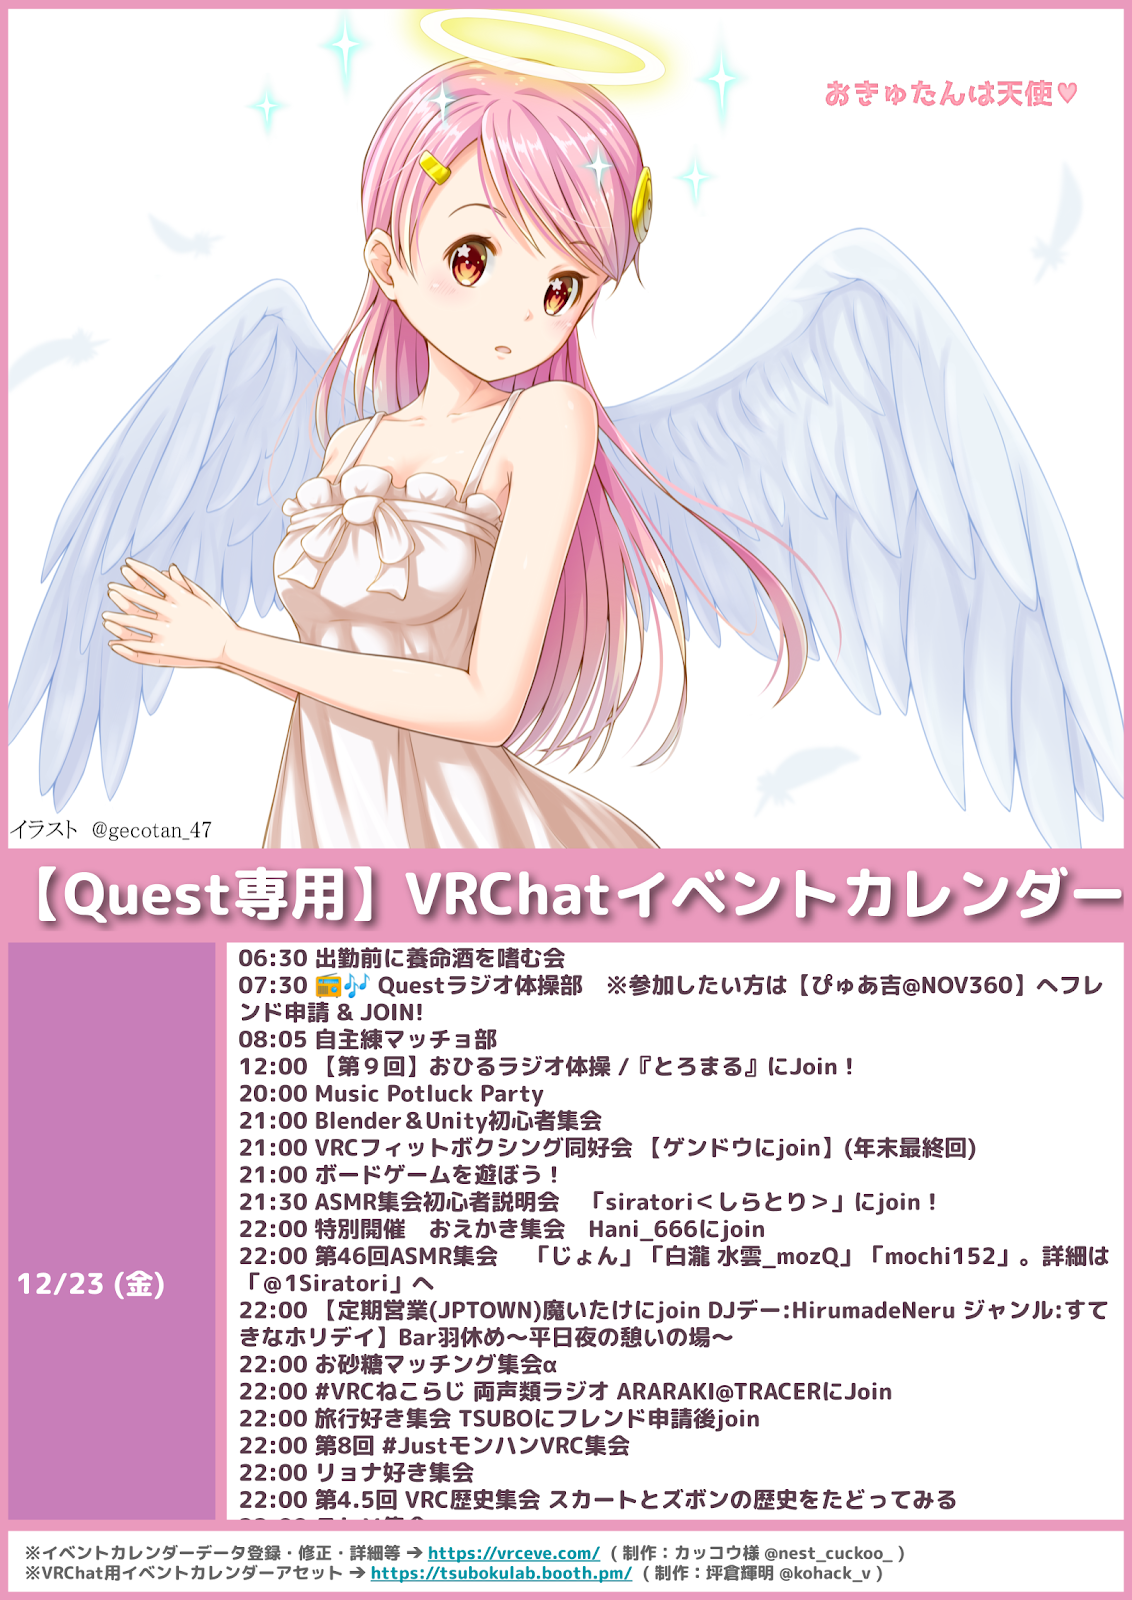 おきゅたんは天使♥
イラスト @gecotan_47
【Quest専用】VRChatイベントカレンダー
12/23 (金)
06:30 出勤前に養命酒を嗜む会
07:30 📻🎶 Questラジオ体操部　※参加したい方は【ぴゅあ吉@NOV360】へフレ
ンド申請 & JOIN!
08:05 自主練マッチョ部
12:00 【第９回】おひるラジオ体操 /『とろまる』にJoin！
20:00 Music Potluck Party
21:00 Blender＆Unity初心者集会
21:00 VRCフィットボクシング同好会 【ゲンドウにjoin】(年末最終回)
21:00 ボードゲームを遊ぼう！
21:30 ASMR集会初心者説明会　「siratori＜しらとり＞」にjoin！
22:00 特別開催　おえかき集会　Hani_666にjoin
22:00 第46回ASMR集会　「じょん」「白瀧 水雲_mozQ」「mochi152」。詳細は
「@1Siratori」へ
22:00 【定期営業(JPTOWN)魔いたけにjoin DJデー:HirumadeNeru ジャンル:すて
きなホリデイ】Bar羽休め～平日夜の憩いの場～
22:00 お砂糖マッチング集会α
22:00 #VRCねこらじ 両声類ラジオ ARARAKI@TRACERにJoin
22:00 旅行好き集会 TSUBOにフレンド申請後join
22:00 第8回 #JustモンハンVRC集会
22:00 リョナ好き集会
22:00 第4.5回 VRC歴史集会 スカートとズボンの歴史をたどってみる
※イベントカレンダーデータ登録・修正・詳細等 ➔ https://vrceve.com/ ( 制作：カッコウ様 @nest_cuckoo_ )
※VRChat用イベントカレンダーアセット ➔ https://tsubokulab.booth.pm/ ( 制作：坪倉輝明 @kohack_v )